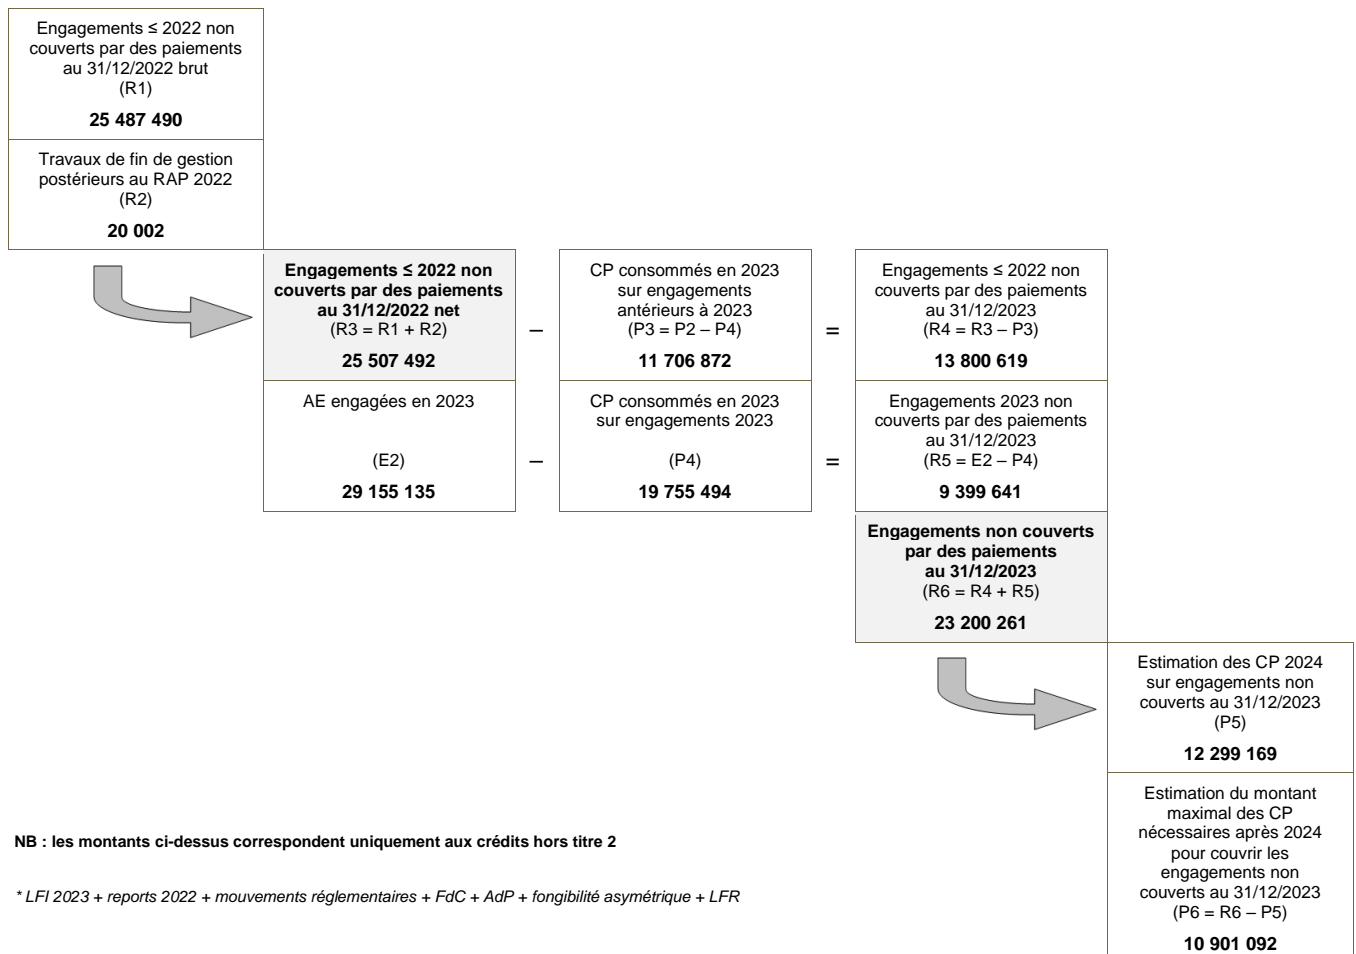 Engagements ≤ 2022 non
couverts par des paiements
au 31/12/2022 brut
(R1)
25 487 490
Travaux de fin de gestion
postérieurs au RAP 2022
(R2)
20 002
Engagements ≤ 2022 non
couverts par des paiements
au 31/12/2022 net
(R3 = R1 + R2)
25 507 492
–
CP consommés en 2023
sur engagements
antérieurs à 2023
(P3 = P2 – P4)
11 706 872
=
Engagements ≤ 2022 non
couverts par des paiements
au 31/12/2023
(R4 = R3 – P3)
13 800 619
AE engagées en 2023
(E2)
29 155 135
–
CP consommés en 2023
sur engagements 2023
(P4)
19 755 494
=
Engagements 2023 non
couverts par des paiements
au 31/12/2023
(R5 = E2 – P4)
9 399 641
Engagements non couverts
par des paiements
au 31/12/2023
(R6 = R4 + R5)
23 200 261
Estimation des CP 2024
sur engagements non
couverts au 31/12/2023
(P5)
12 299 169
Estimation du montant
maximal des CP
nécessaires après 2024
pour couvrir les
engagements non
couverts au 31/12/2023
(P6 = R6 – P5)
10 901 092
NB : les montants ci-dessus correspondent uniquement aux crédits hors titre 2
* LFI 2023 + reports 2022 + mouvements réglementaires + FdC + AdP + fongibilité asymétrique + LFR